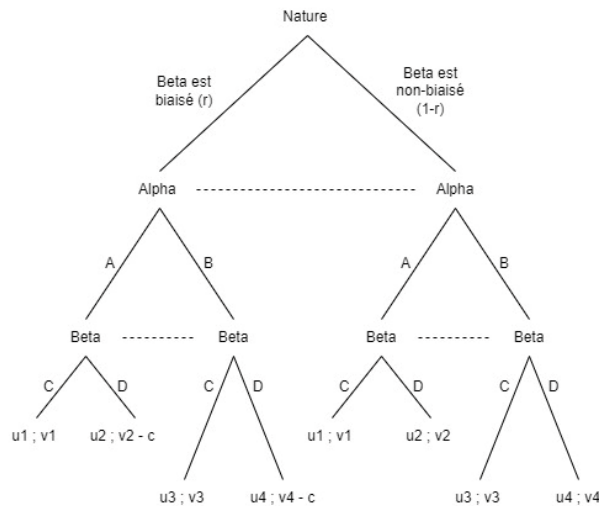 Nature
Beta est
biaisé (r)
Beta est
non-biaisé
(1-r)
Alpha
Alpha
A
B
A
B
Beta
Beta
Beta
Beta
C
D
C
D
C
D
C
D
u1 ; v1
u2 ; v2 - c
u1 ; v1
u2 ; v2
u3 ; v3
u4 ; v4 - c
u3 ; v3
u4 ; v4